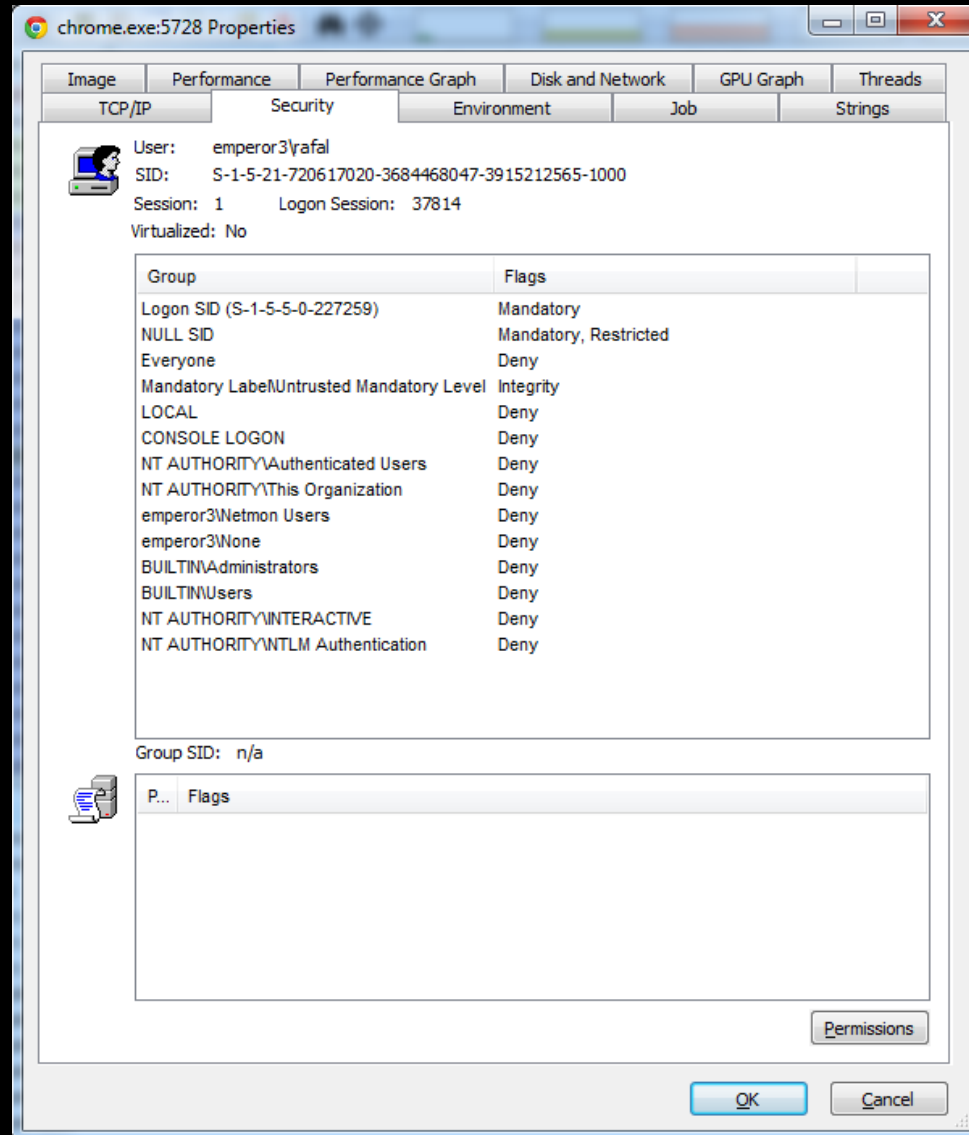 chrome.exe:5728 Properties
Image Performance Performance Graph Disk and Network GPU Graph Threads
TCP/IP Security Environment Job Strings
User: emperor3\rafal
SID: S-1-5-21-720617020-3684468047-3915212565-1000
Session: 1 Logon Session: 37814
Virtualized: No
Group Flags
Logon SID (S-1-5-5-0-227259) Mandatory
NULL SID Mandatory, Restricted
Everyone Deny
Mandatory Label\Untrusted Mandatory Level Integrity
LOCAL Deny
CONSOLE LOGON Deny
NT AUTHORITY\Authenticated Users Deny
NT AUTHORITY\This Organization Deny
emperor3\Netmon Users Deny
emperor3\None Deny
BUILTIN\Administrators Deny
BUILTIN\Users Deny
NT AUTHORITY\INTERACTIVE Deny
NT AUTHORITY\NTLM Authentication Deny
Group SID: n/a
P... Flags
Permissions
OK Cancel